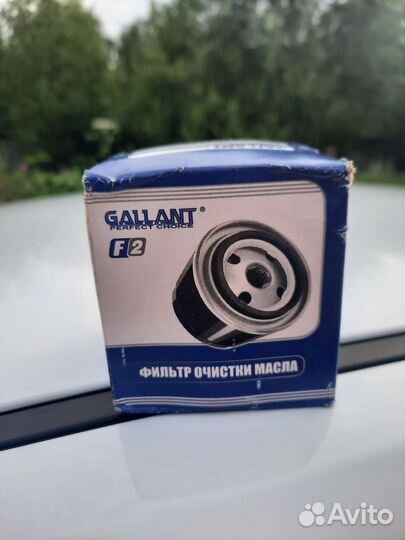 GALLANT®
PERFECT CHOICE
F2
ФИЛЬТР ОЧИСТКИ МАСЛА
Avito